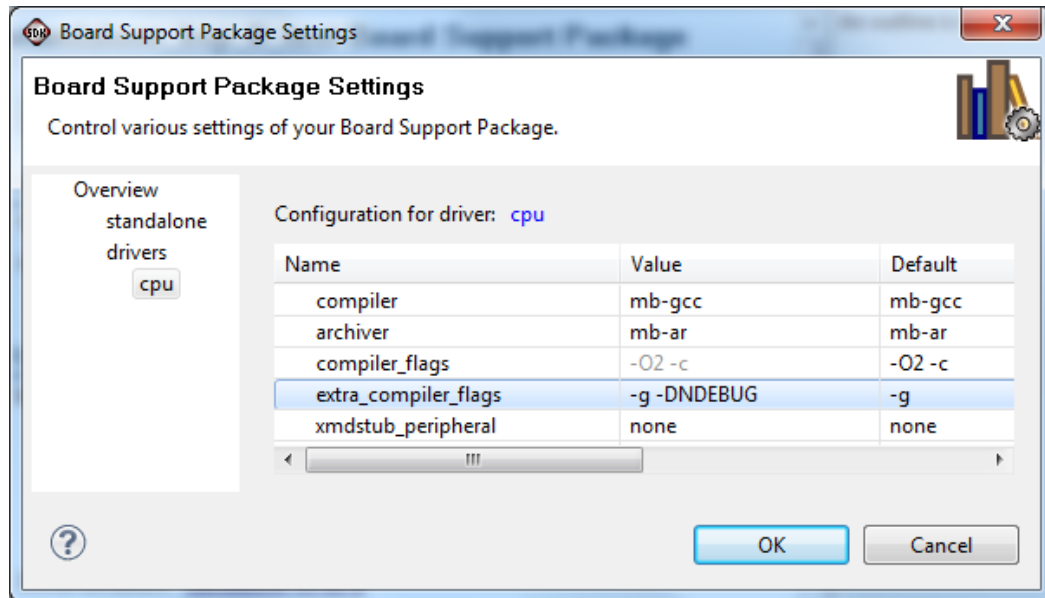 SDK Board Support Package Settings
Board Support Package Settings
Control various settings of your Board Support Package.
Overview
standalone
drivers
cpu
Configuration for driver: cpu
Name Value Default
compiler mb-gcc mb-gcc
archiver mb-ar mb-ar
compiler_flags -O2 -c -O2 -c
extra_compiler_flags -g -DNDEBUG -g
xmdstub_peripheral none none
? OK Cancel